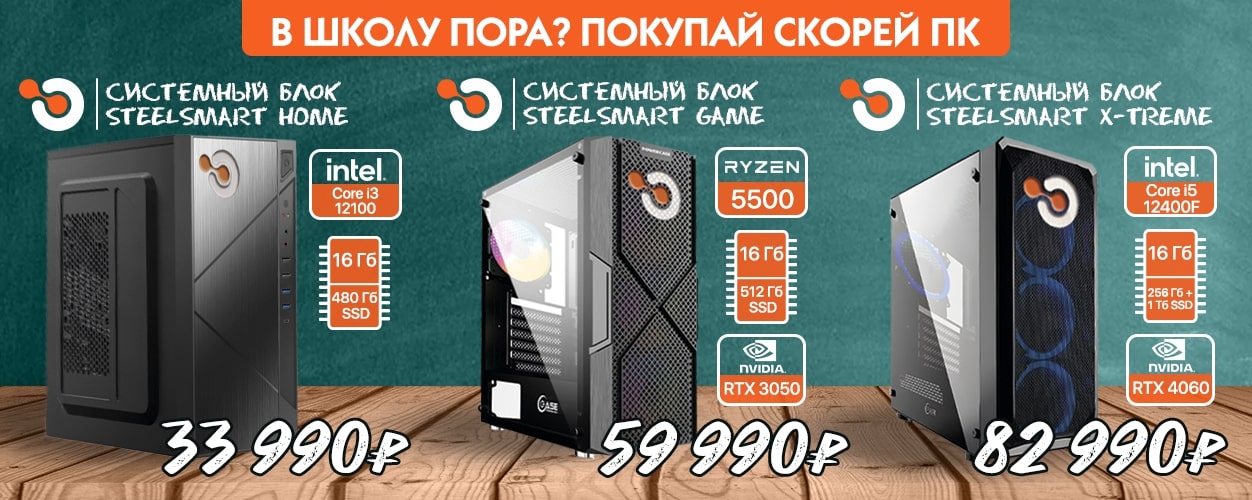 В ШКОЛУ ПОРА? ПОКУПАЙ СКОРЕЙ ПК
СИСТЕМНЫЙ БЛОК
STEELSMART HOME
intel.
Core i3
12100
16 Гб
480 Гб
SSD
33 990₽
СИСТЕМНЫЙ БЛОК
STEELSMART GAME
POWERCASE
RYZEN
5500
16 Гб
512 Гб
SSD
NVIDIA.
RTX 3050
CASE
59 990₽
СИСТЕМНЫЙ БЛОК
STEELSMART X-TREME
intel.
Core i5
12400F
16 Гб
256 Гб +
1 Тб SSD
NVIDIA.
RTX 4060
82 990₽